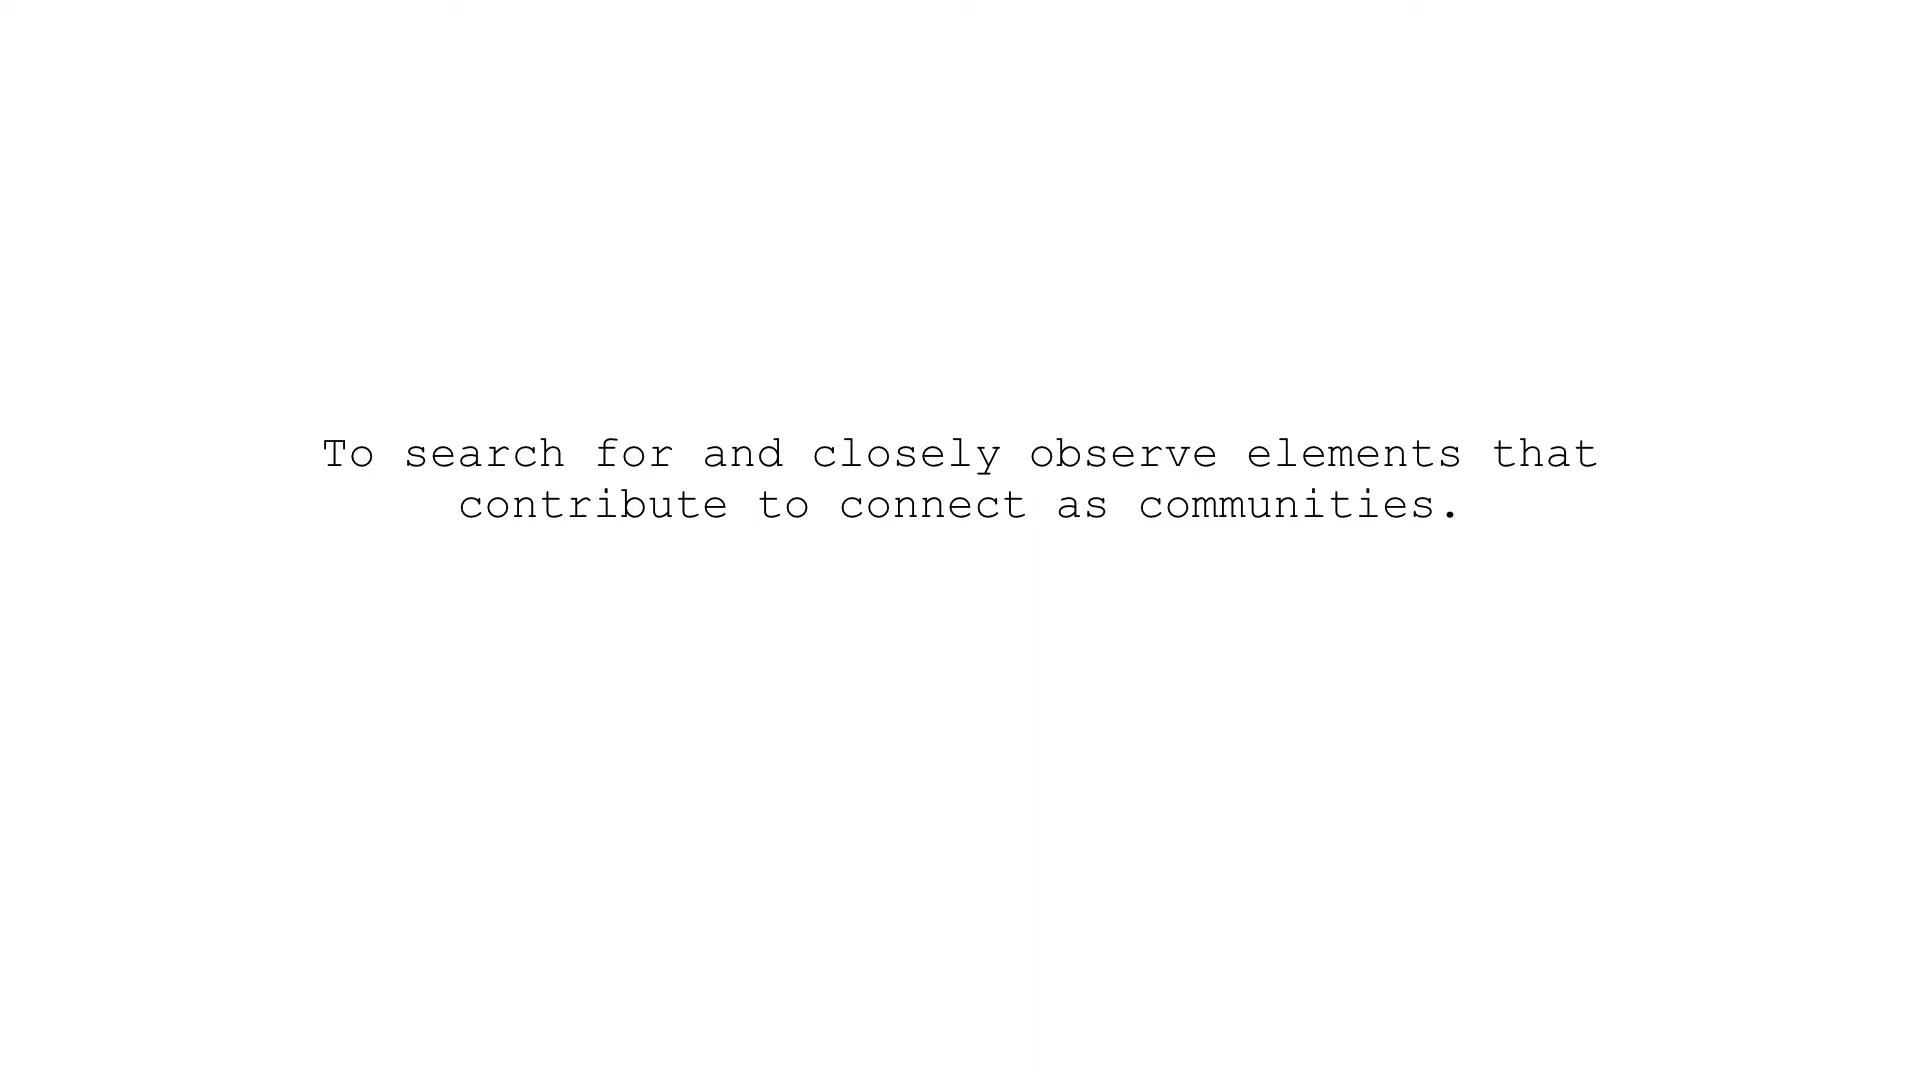 To search for and closely observe elements that
contribute to connect as communities.